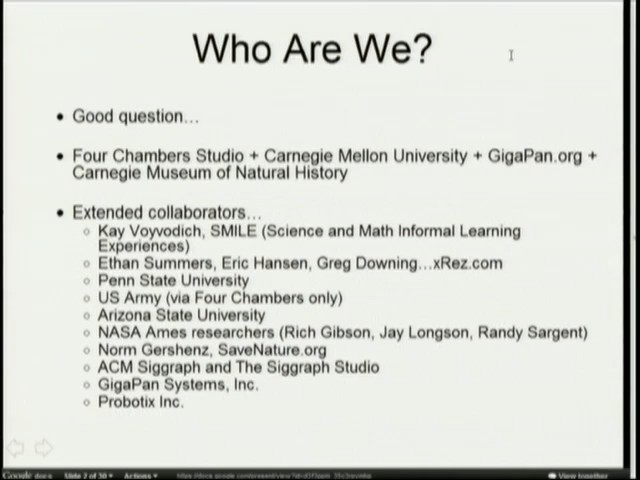 Who Are We?
Good question...
Four Chambers Studio + Carnegie Mellon University + GigaPan.org +
Carnegie Museum of Natural History
Extended collaborators...
Kay Voyvodich, SMILE (Science and Math Informal Learning
Experiences)
Ethan Summers, Eric Hansen, Greg Downing...xRez.com
Penn State University
US Army (via Four Chambers only)
Arizona State University
NASA Ames researchers (Rich Gibson, Jay Longson, Randy Sargent)
Norm Gershenz, SaveNature.org
ACM Siggraph and The Siggraph Studio
GigaPan Systems, Inc.
Probotix Inc.
Google docs Slide 2 of 30 Actions View together